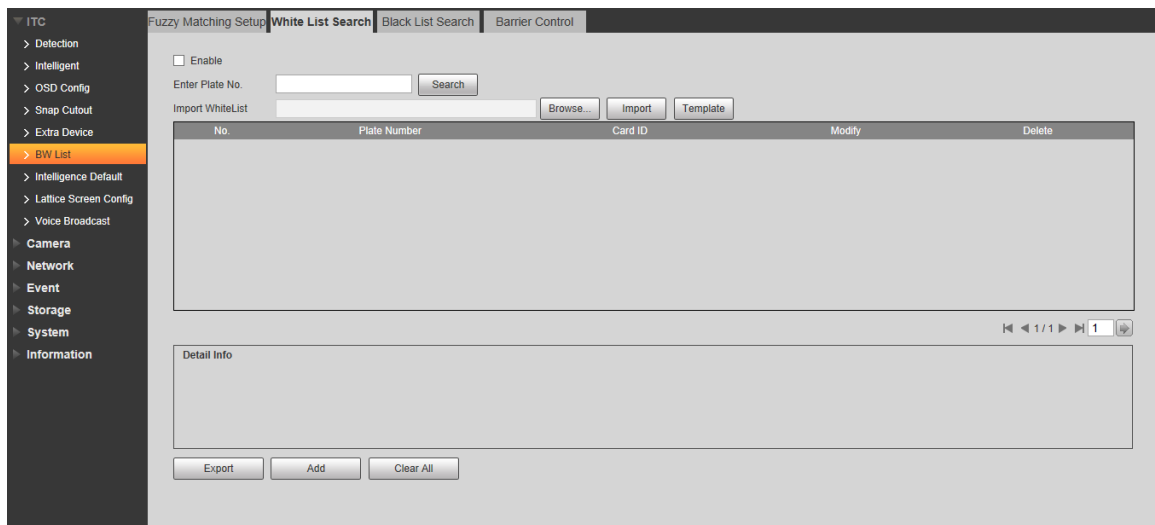 ITC
Detection
Intelligent
OSD Config
Snap Cutout
Extra Device
BW List
Intelligence Default
Lattice Screen Config
Voice Broadcast
Camera
Network
Event
Storage
System
Information
Fuzzy Matching Setup White List Search Black List Search Barrier Control
Enable
Enter Plate No. Search
Import WhiteList Browse... Import Template
No. Plate Number Card ID Modify Delete
1 / 1 1
Detail Info
Export Add Clear All